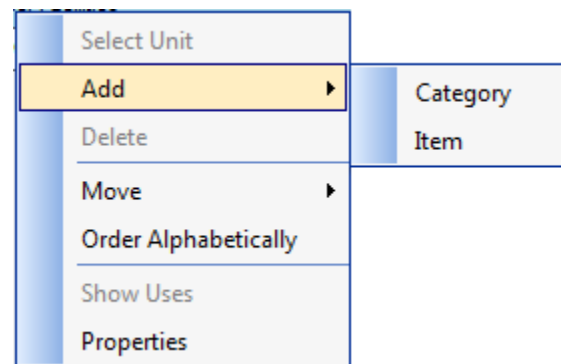 Select Unit
Add
Category
Delete
Item
Move
Order Alphabetically
Show Uses
Properties